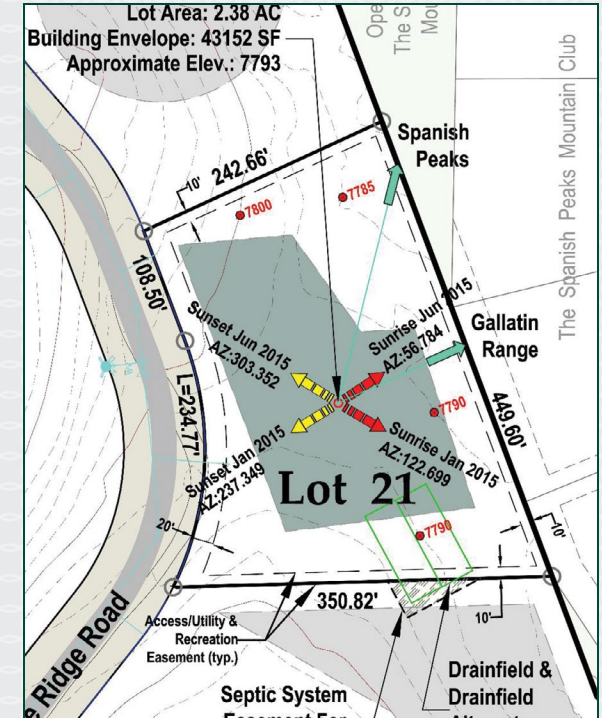 Lot Area: 2.38 AC
Building Envelope: 43152 SF
Approximate Elev.: 7793
The S
Spanish
Peaks
242.66'
10'
7785
7800
108.50'
The Spanish Peaks Mountain Club
Sunset Jun 2015
AZ:303.352
Sunrise Jun 2015
AZ:56.784
Gallatin
Range
L=234.77'
7790
449.60'
Sunset Jan 2015
AZ:237.349
Sunrise Jan 2015
AZ:122.699
Lot 21
7790
20'
10'
350.82'
10'
Access/Utility &
Recreation
Easement (typ.)
e Ridge Road
Septic System
Easement For
Drainfield &
Drainfield